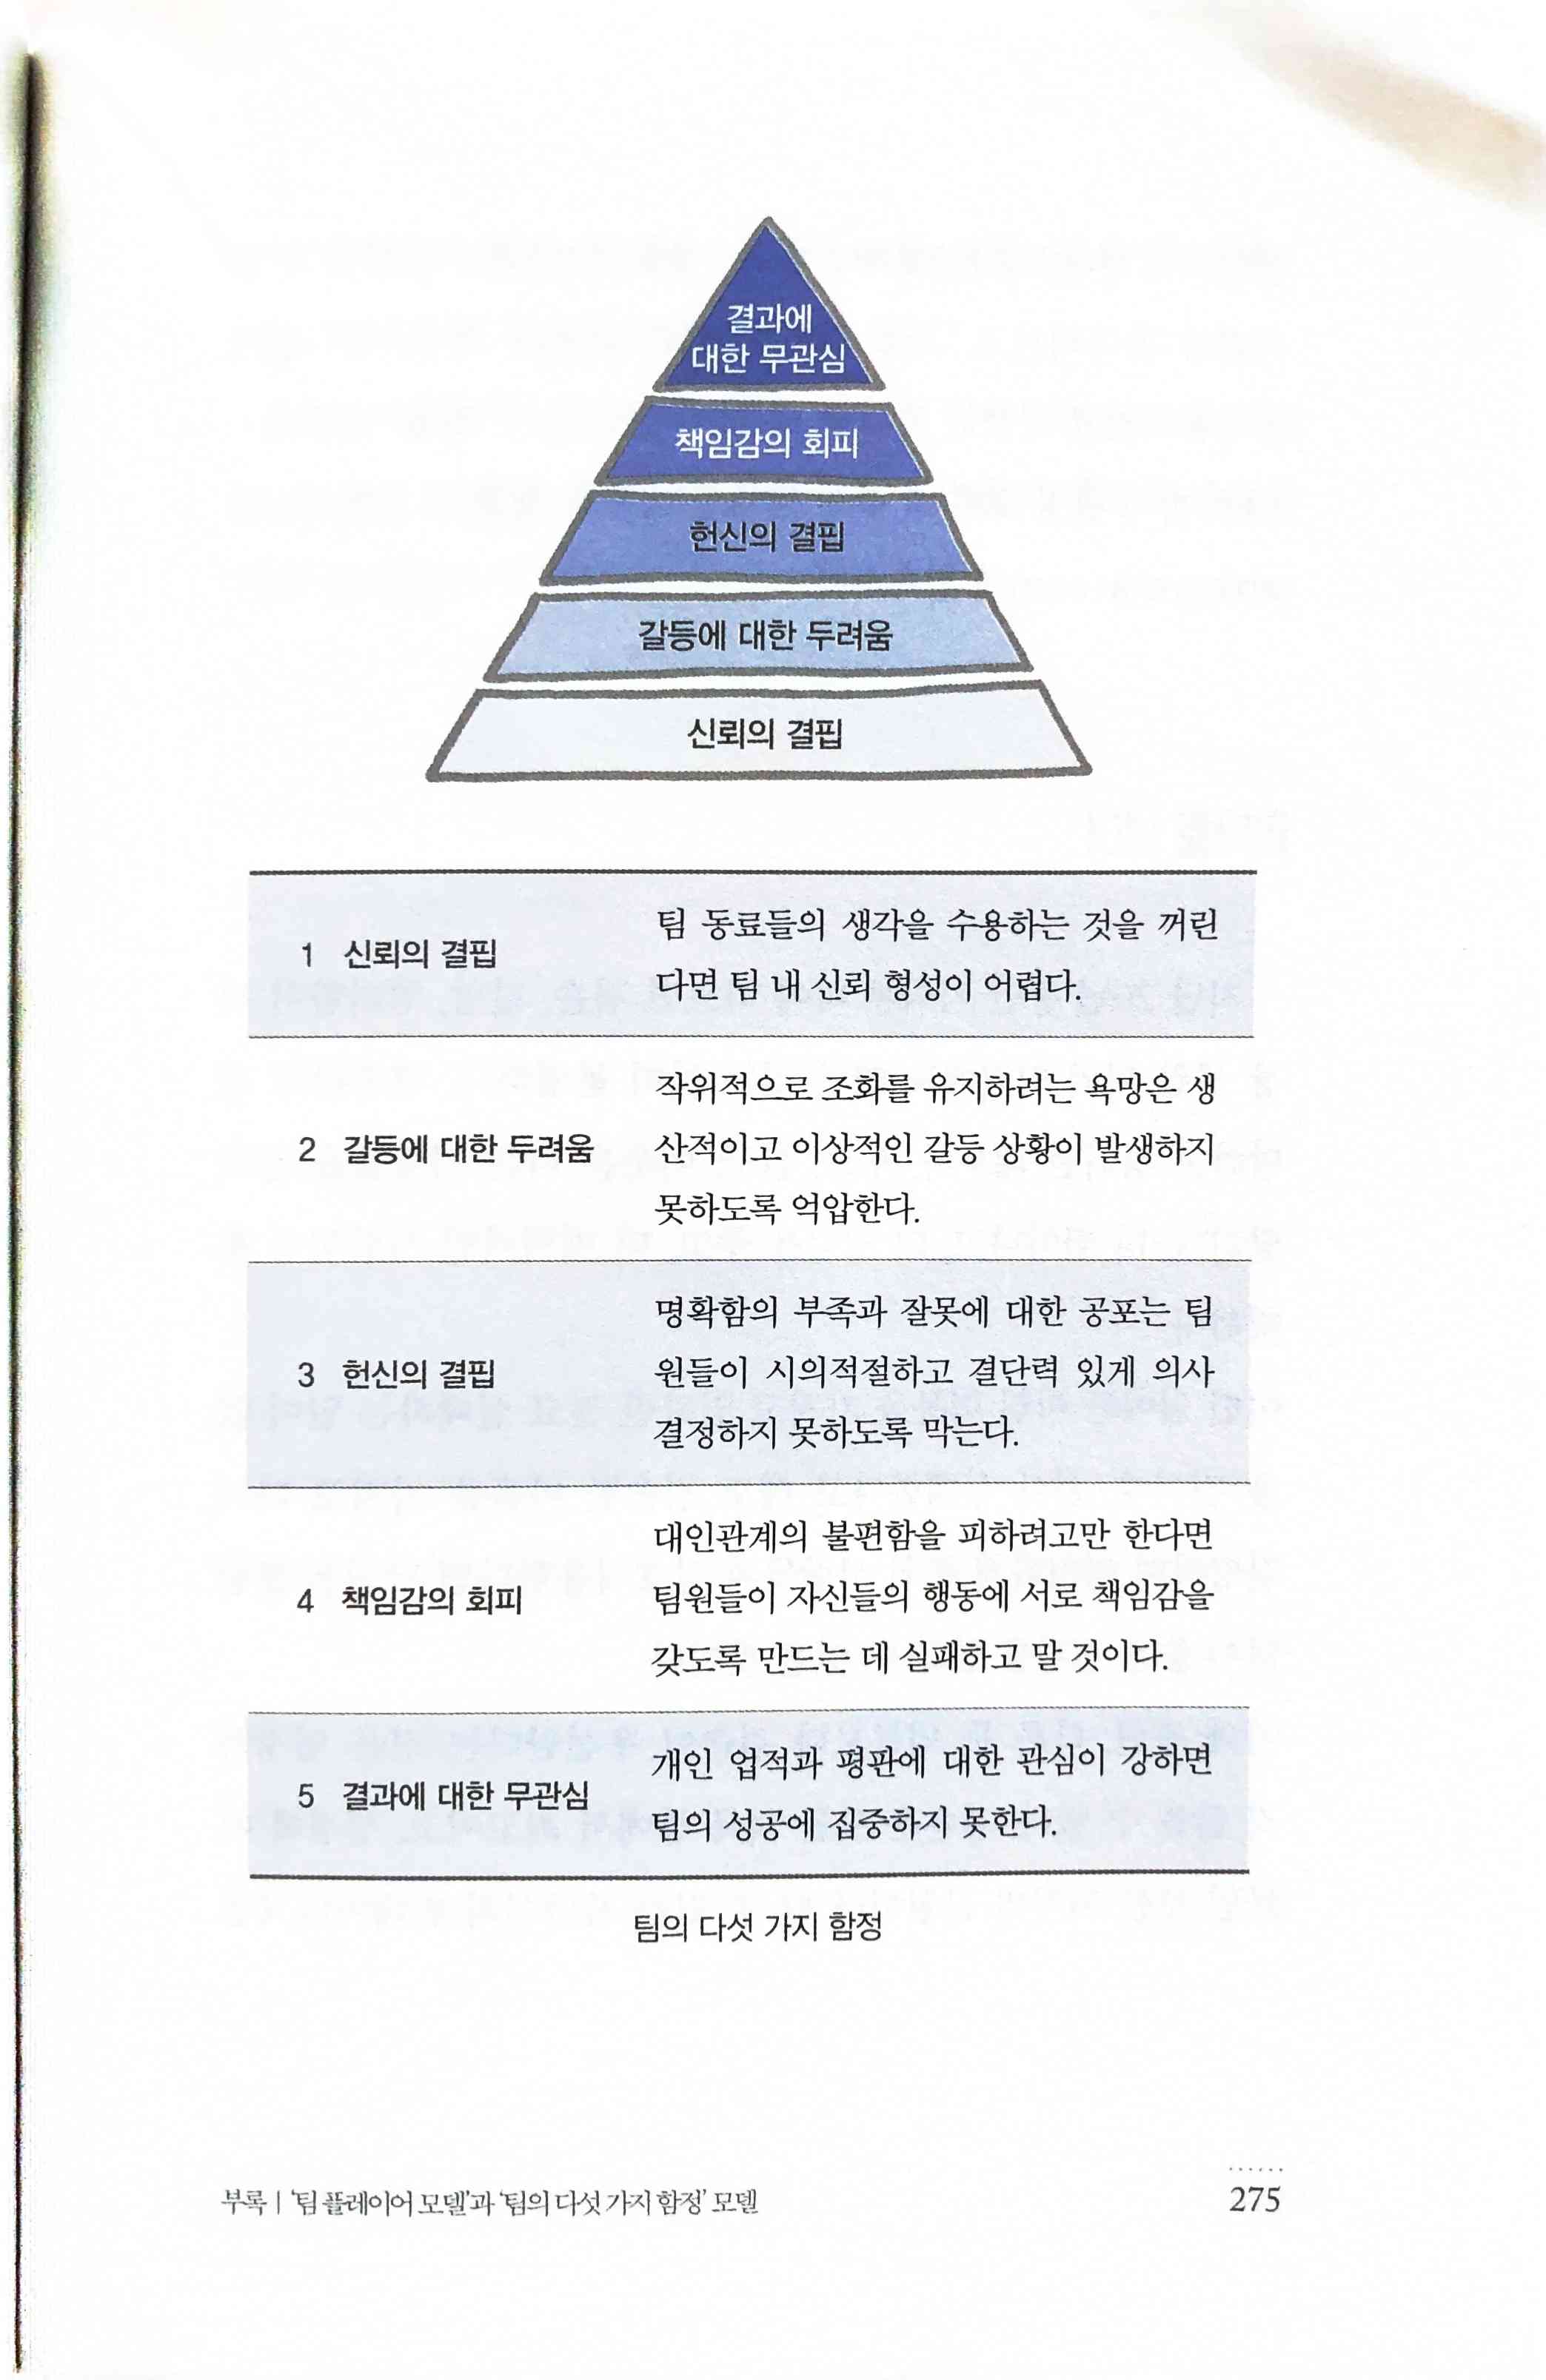 결과에
대한 무관심
책임감의 회피
헌신의 결핍
갈등에 대한 두려움
신뢰의 결핍
1 신뢰의 결핍
팀 동료들의 생각을 수용하는 것을 꺼린
다면 팀 내 신뢰 형성이 어렵다.
2 갈등에 대한 두려움
작위적으로 조화를 유지하려는 욕망은 생
산적이고 이상적인 갈등 상황이 발생하지
못하도록 억압한다.
3 헌신의 결핍
명확함의 부족과 잘못에 대한 공포는 팀
원들이 시의적절하고 결단력 있게 의사
결정하지 못하도록 막는다.
4 책임감의 회피
대인관계의 불편함을 피하려고만 한다면
팀원들이 자신들의 행동에 서로 책임감을
갖도록 만드는 데 실패하고 말 것이다.
5 결과에 대한 무관심
개인 업적과 평판에 대한 관심이 강하면
팀의 성공에 집중하지 못한다.
팀의 다섯 가지 함정
부록 | '팀 플레이어 모델'과 '팀의 다섯 가지 함정' 모델
275